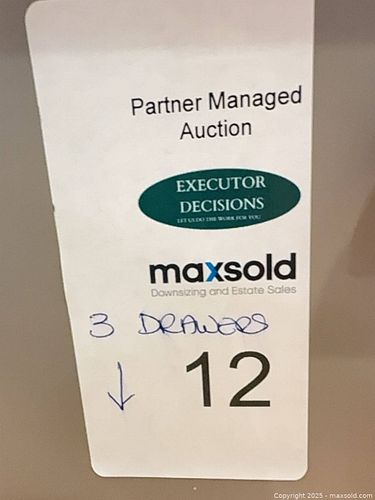 Partner Managed
Auction
EXECUTOR
DECISIONS
LET US DO THE WORK FOR YOU
maxsold
Downsizing and Estate Sales
3 DRAWERS
↓
12
Copyright 2025 - maxsold.com